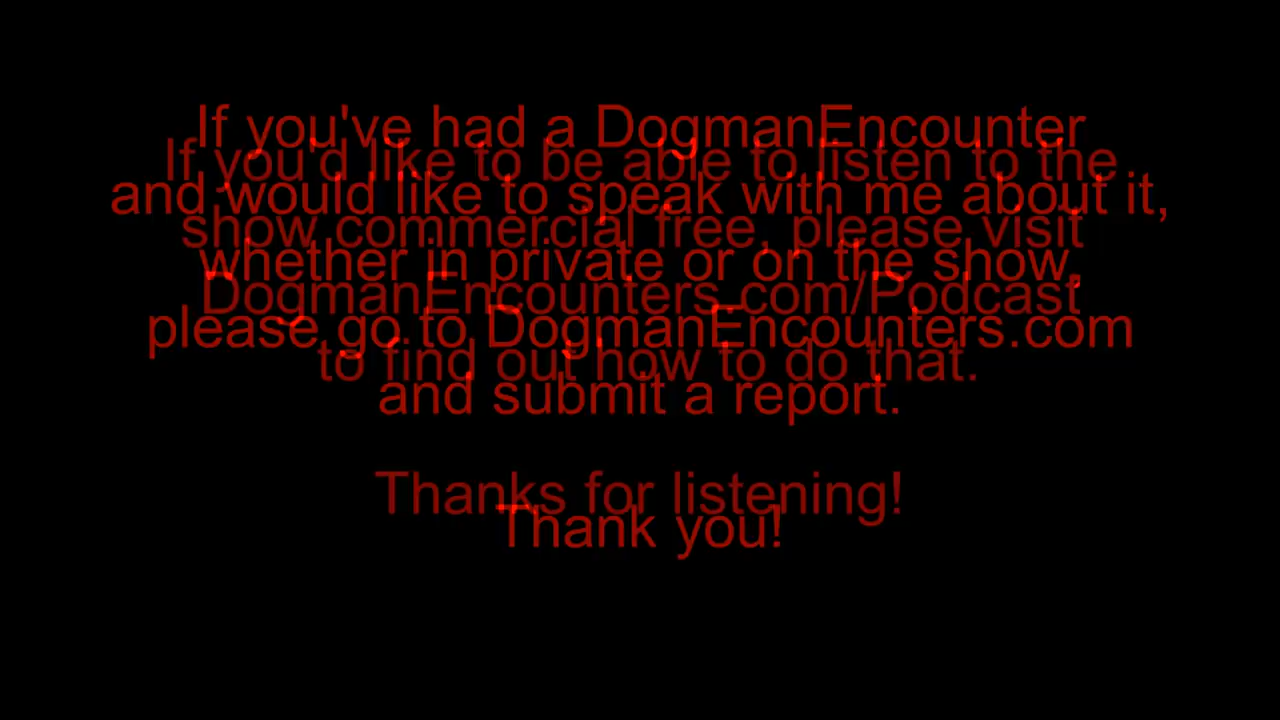 If you've had a DogmanEncounter
If you'd like to be able to listen to the
and would like to speak with me about it,
show commercial free, please visit
whether in private or on the show,
DogmanEncounters.com/Podcast
please go to DogmanEncounters.com
to find out how to do that.
and submit a report.
Thanks for listening!
Thank you!